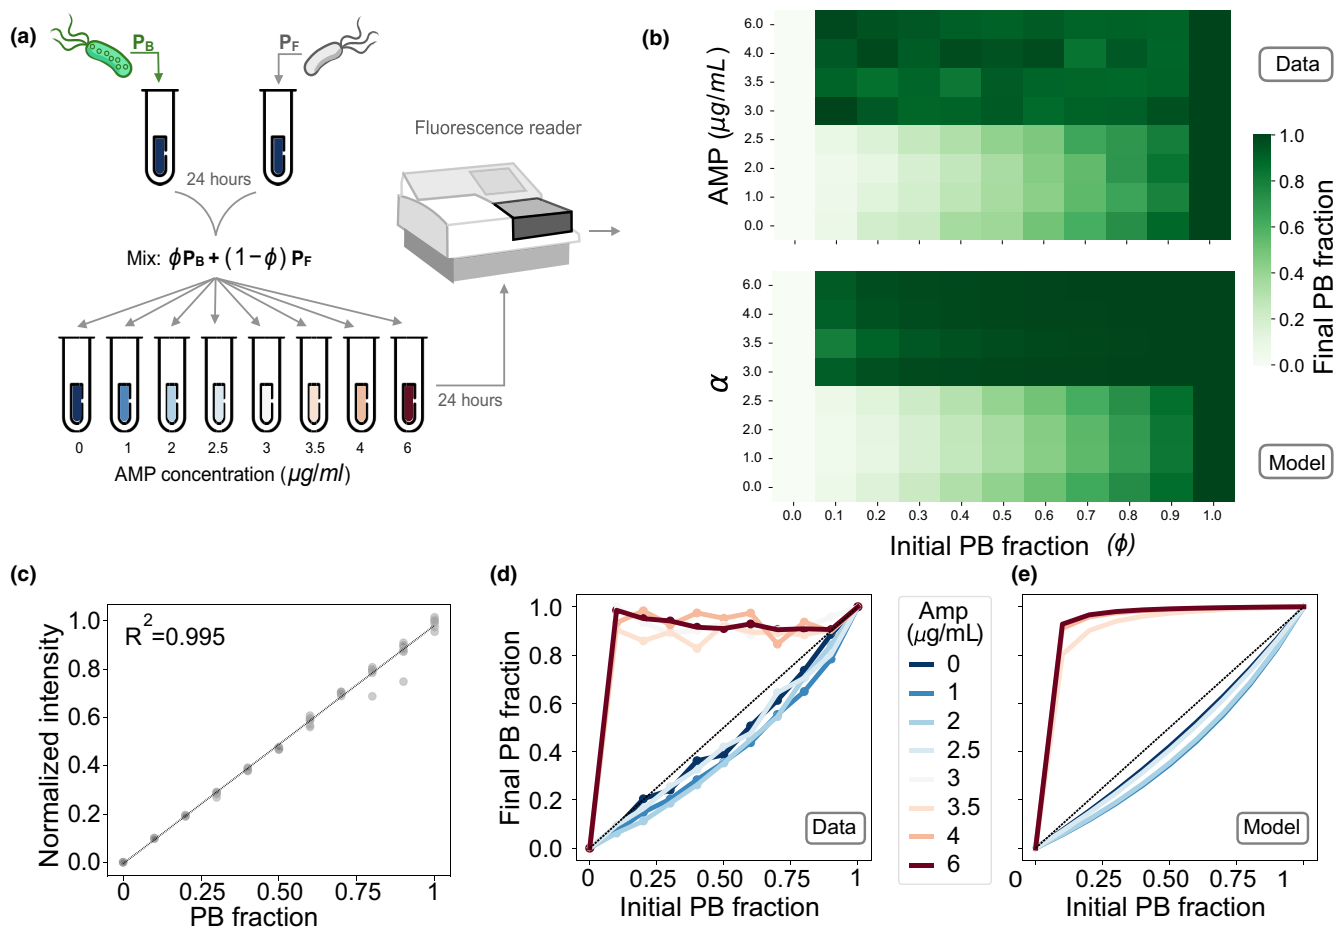 (a)
P_B
P_F
24 hours
Mix: ϕP_B + (1−ϕ) P_F
Fluorescence reader
24 hours
0 1 2 2.5 3 3.5 4 6
AMP concentration (μg/ml)
(b)
AMP (μg/mL)
6.0
4.0
3.5
3.0
2.5
2.0
1.0
0.0
Data
1.0
0.8
0.6
0.4
0.2
0.0
Final PB fraction
α
6.0
4.0
3.5
3.0
2.5
2.0
1.0
0.0
Model
0.0 0.1 0.2 0.3 0.4 0.5 0.6 0.7 0.8 0.9 1.0
Initial PB fraction (ϕ)
(c)
Normalized intensity
1.0
0.8
0.6
0.4
0.2
0.0
R²=0.995
0 0.25 0.50 0.75 1
PB fraction
(d)
Final PB fraction
1.0
0.8
0.6
0.4
0.2
0.0
Data
0 0.25 0.50 0.75 1
Initial PB fraction
Amp
(μg/mL)
0
1
2
2.5
3
3.5
4
6
(e)
Model
0 0.25 0.50 0.75 1
Initial PB fraction